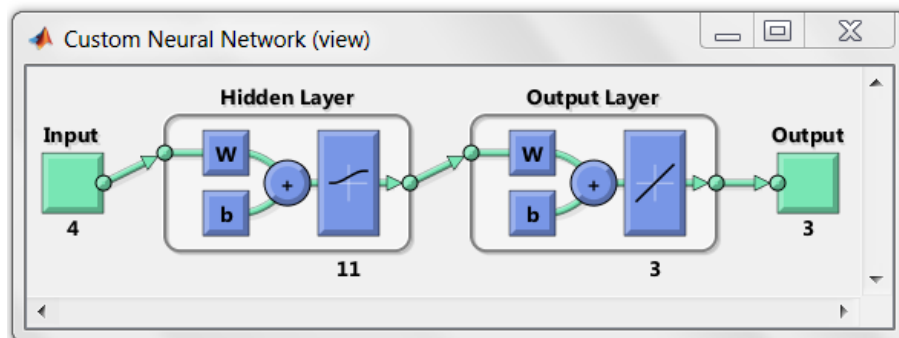 Custom Neural Network (view)
Hidden Layer
Output Layer
Input
Output
W
W
b
b
+
+
4
3
11
3